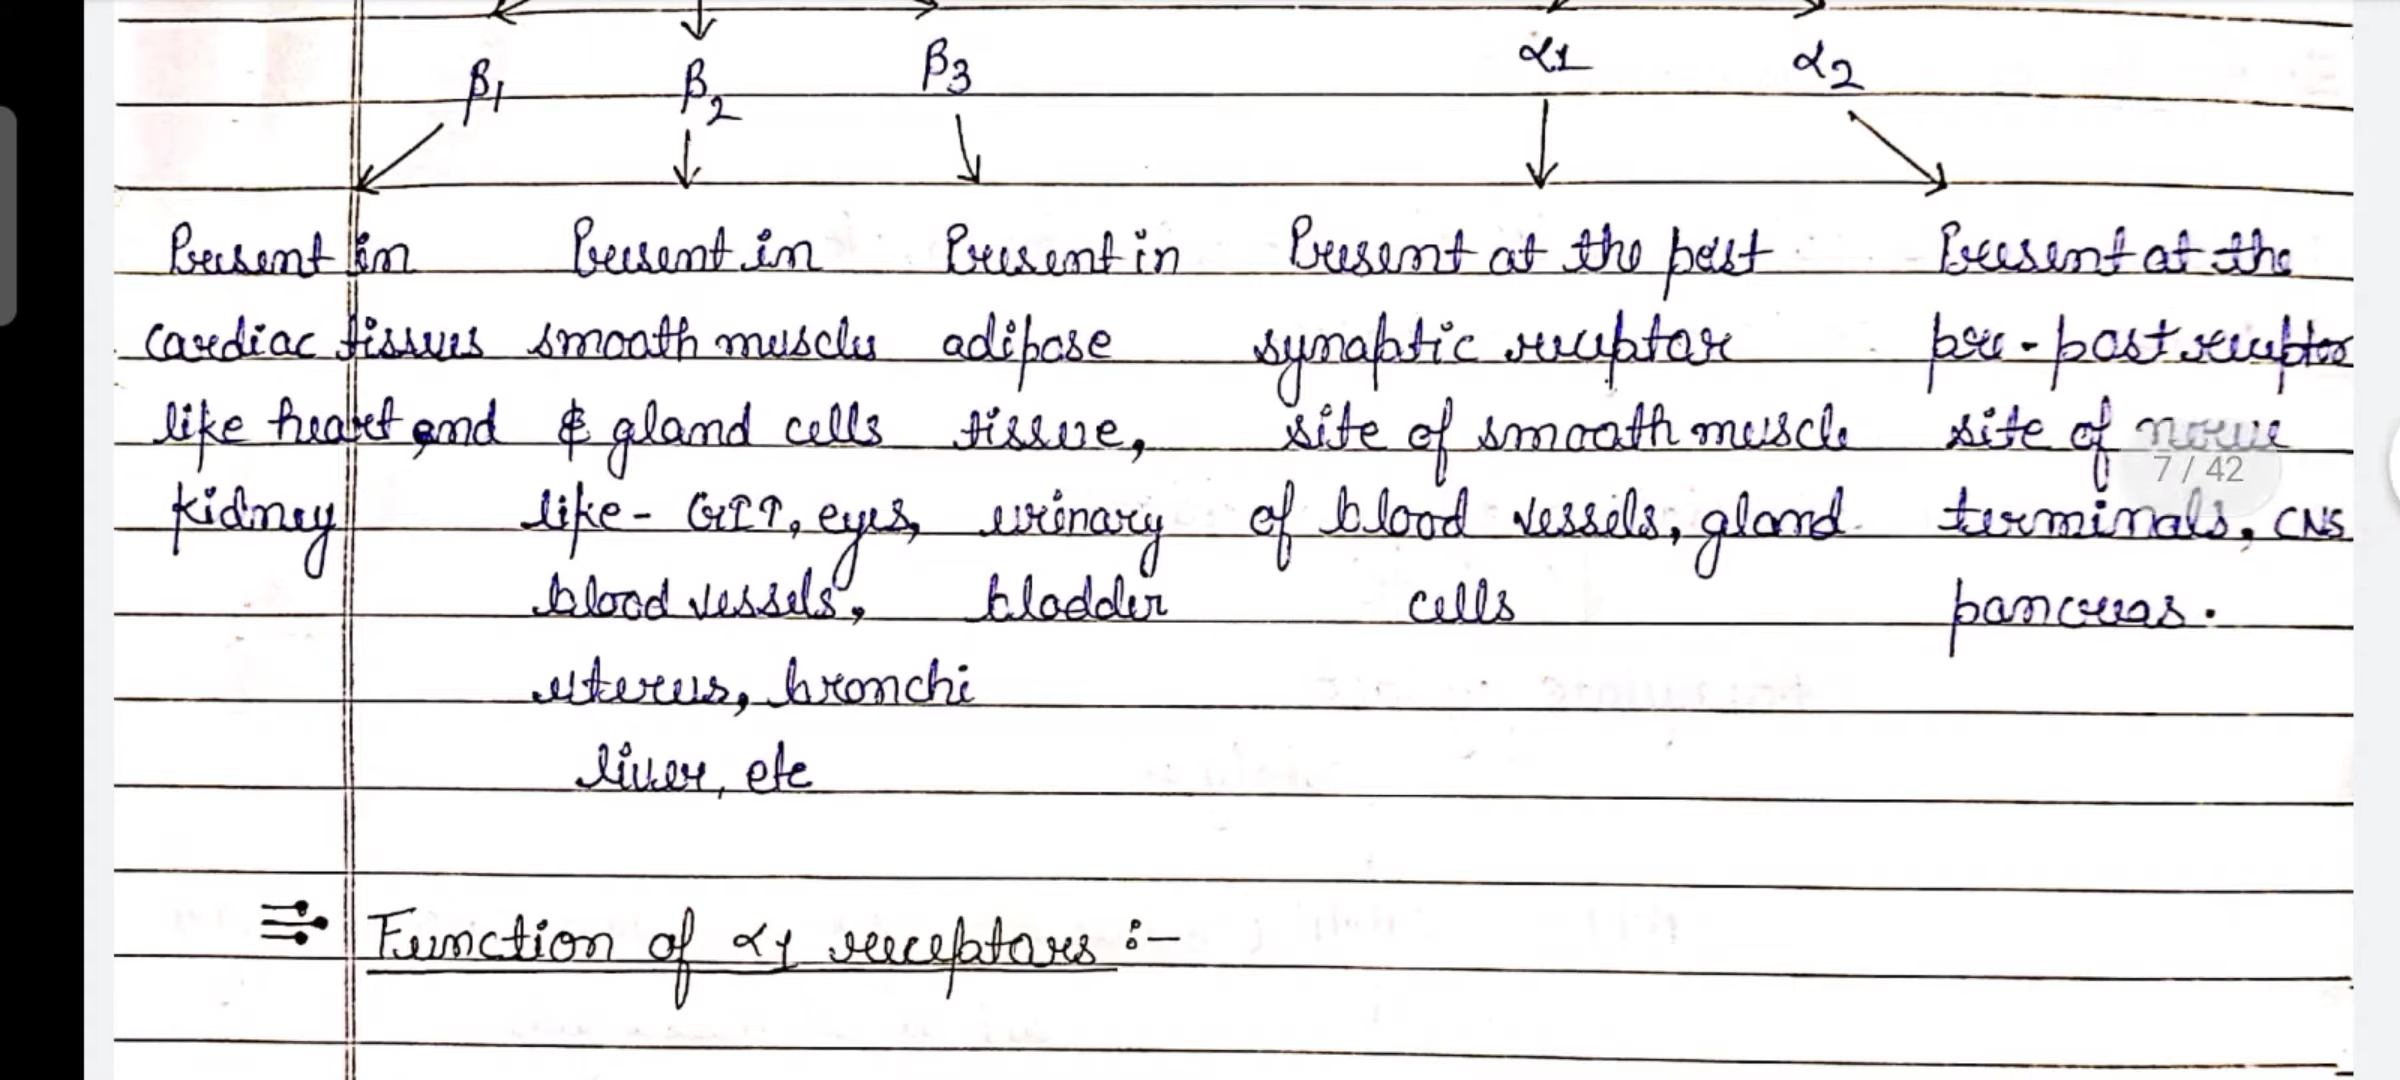 β1 β2 β3 α1 α2
Present in
cardiac tissues
like heart, and
kidney
Present in
smooth muscles
& gland cells
like- GIT, eyes,
blood vessels,
uterus, bronchi
liver, etc
Present in
adipose
tissue,
urinary
bladder
Present at the post
synaptic receptor
site of smooth muscle
of blood vessels, gland
cells
Present at the
pre-post receptor
site of nerve
terminals, CNS
pancreas.
7 / 42
Function of α1 receptors :-